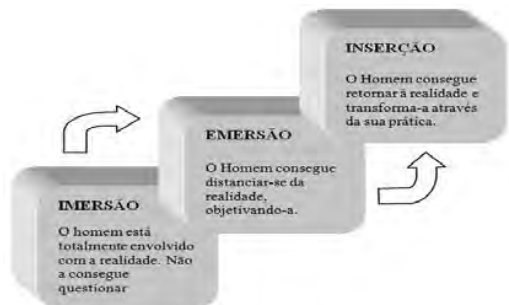 INSERÇÃO
O Homem consegue
retornar à realidade e
transforma-a através
da sua prática.
EMERSÃO
O Homem consegue
distanciar-se da
realidade,
objetivando-a.
IMERSÃO
O homem está
totalmente envolvido
com a realidade. Não
a consegue
questionar